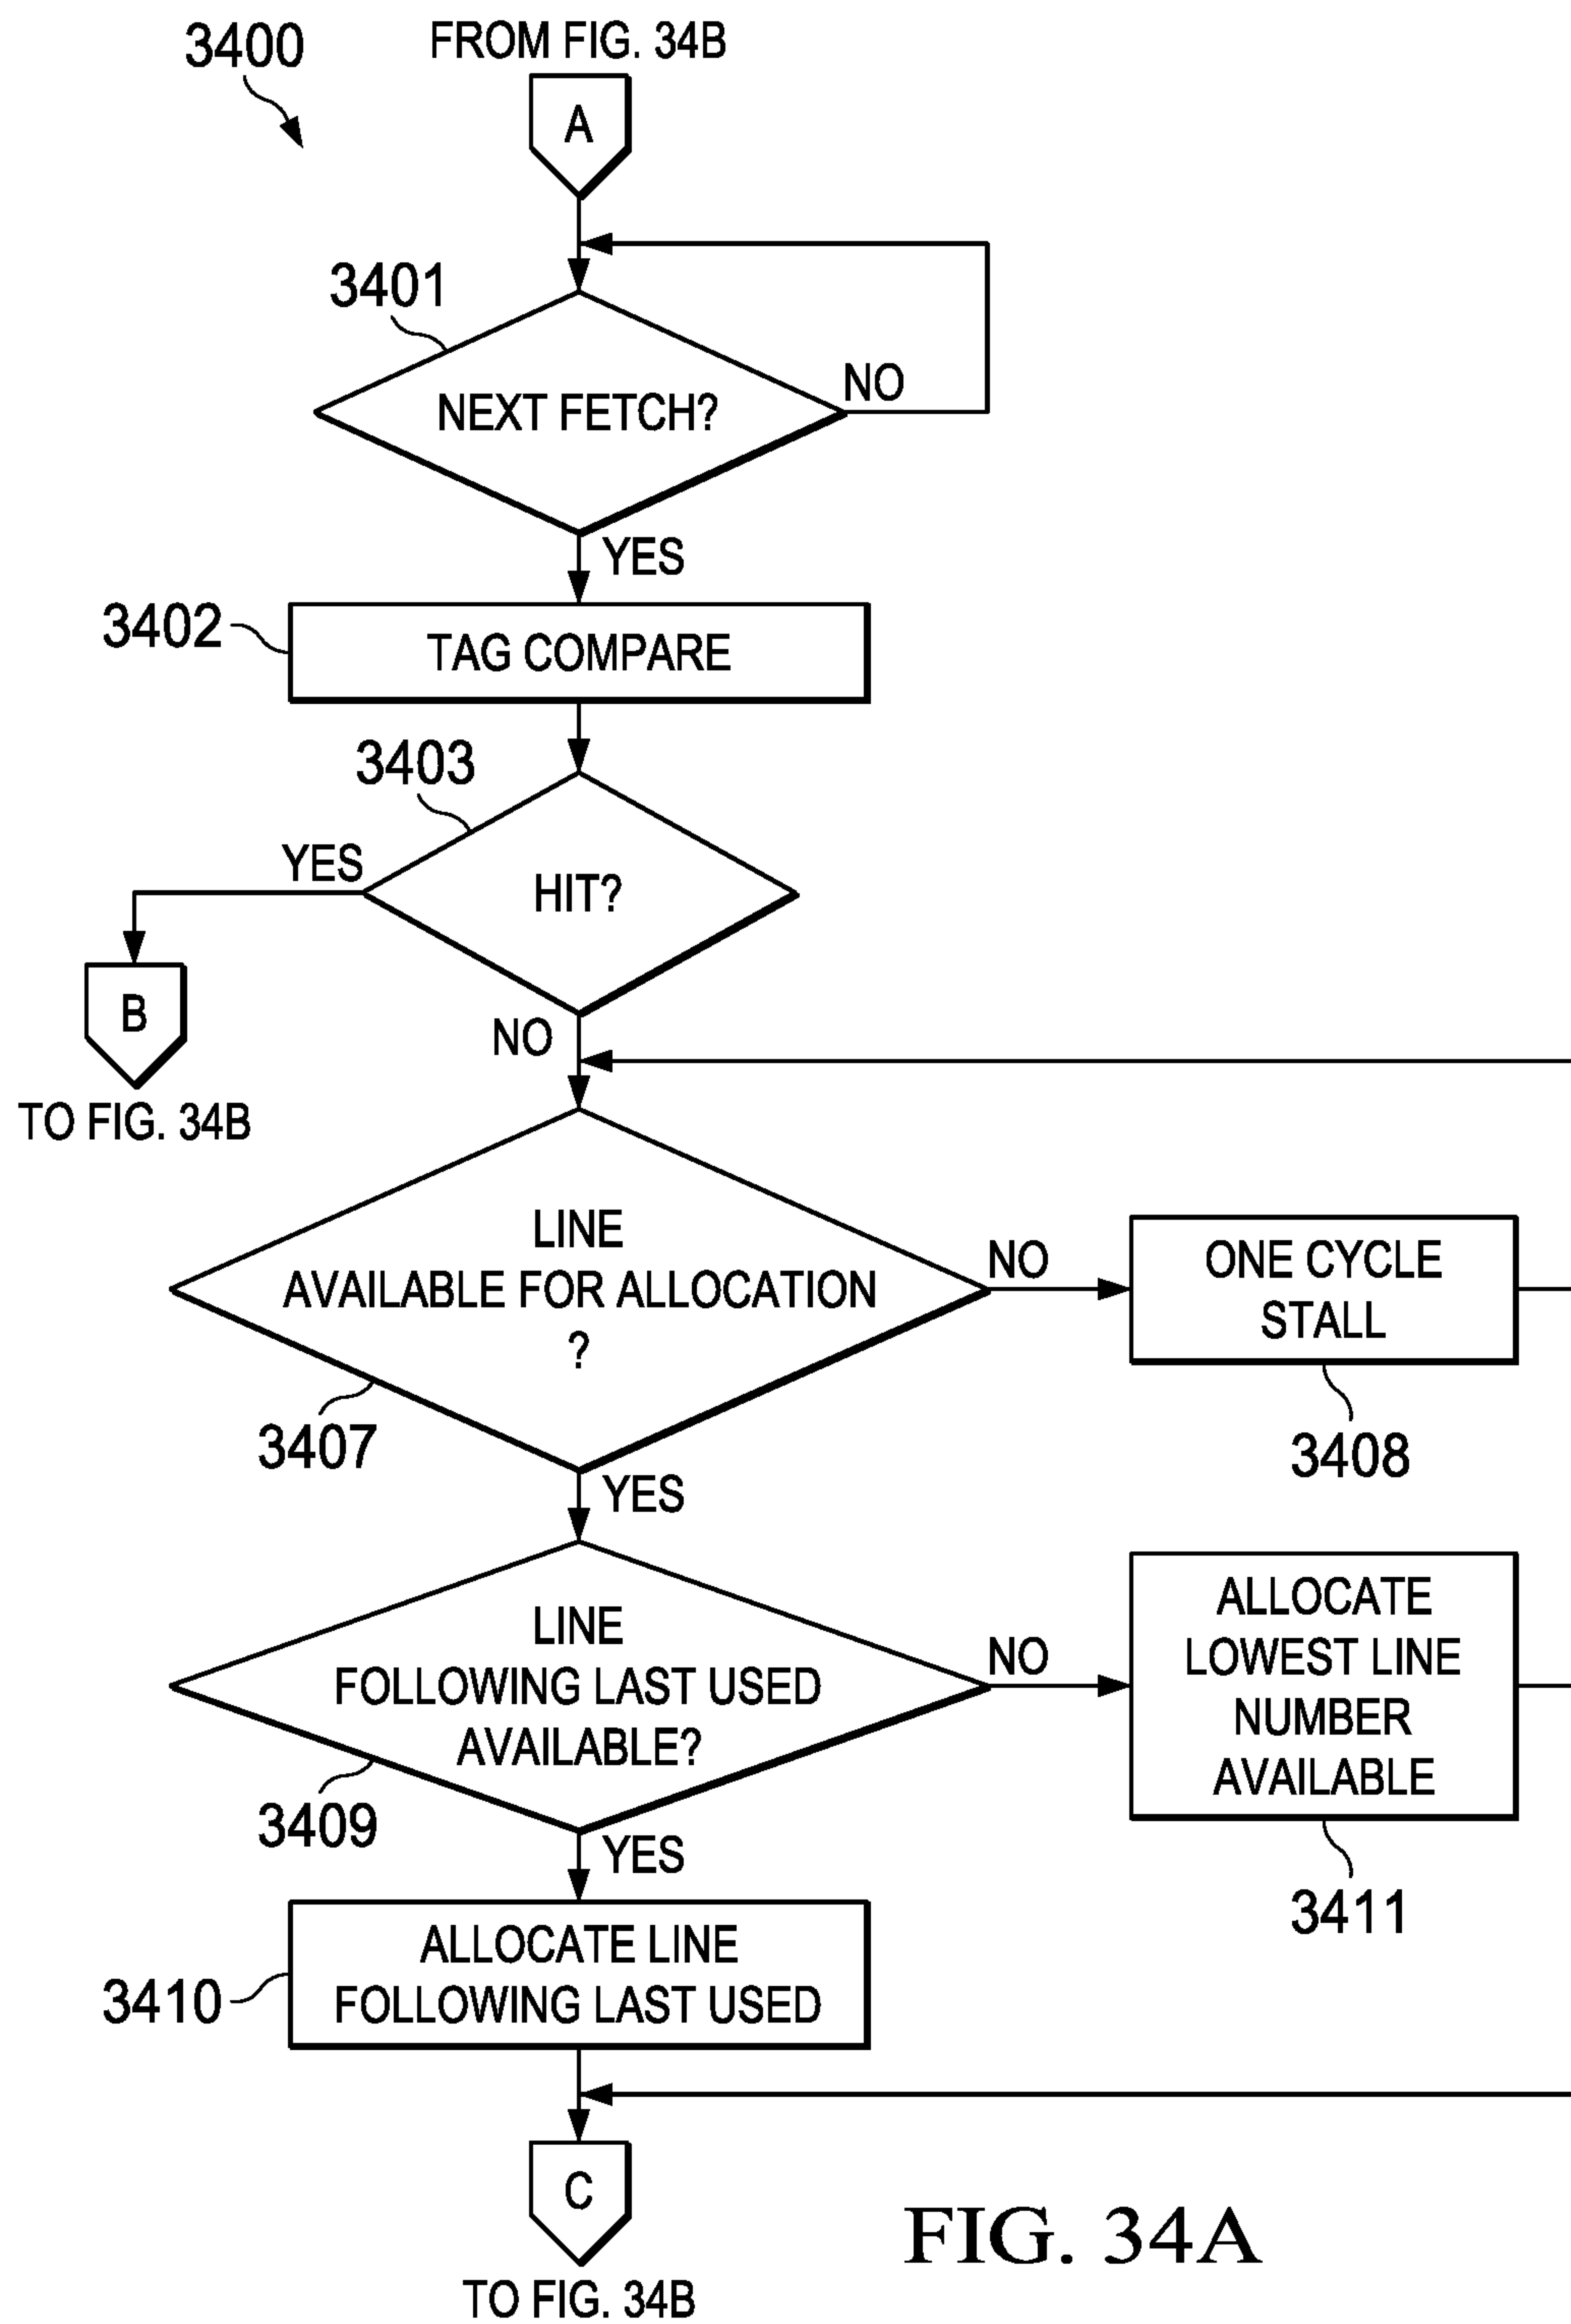 3400
FROM FIG. 34B
A
3401
NEXT FETCH?
NO
YES
3402
TAG COMPARE
3403
YES
HIT?
B
NO
TO FIG. 34B
LINE
AVAILABLE FOR ALLOCATION
?
NO
ONE CYCLE
STALL
3407
3408
YES
LINE
FOLLOWING LAST USED
AVAILABLE?
NO
ALLOCATE
LOWEST LINE
NUMBER
AVAILABLE
3409
3411
YES
ALLOCATE LINE
FOLLOWING LAST USED
3410
C
TO FIG. 34B
FIG. 34A